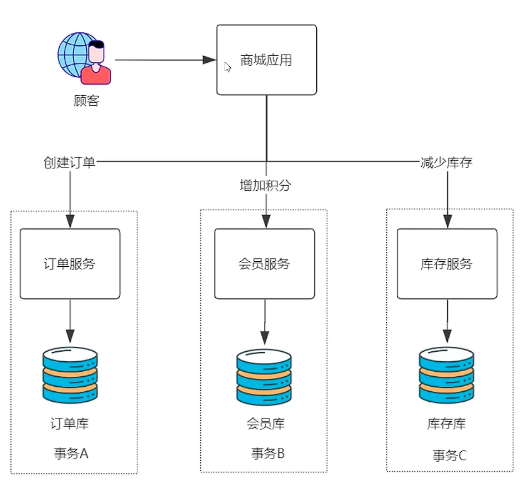 商城应用
顾客
创建订单
减少库存
增加积分
订单服务
会员服务
库存服务
订单库
会员库
库存库
事务A
事务B
事务C